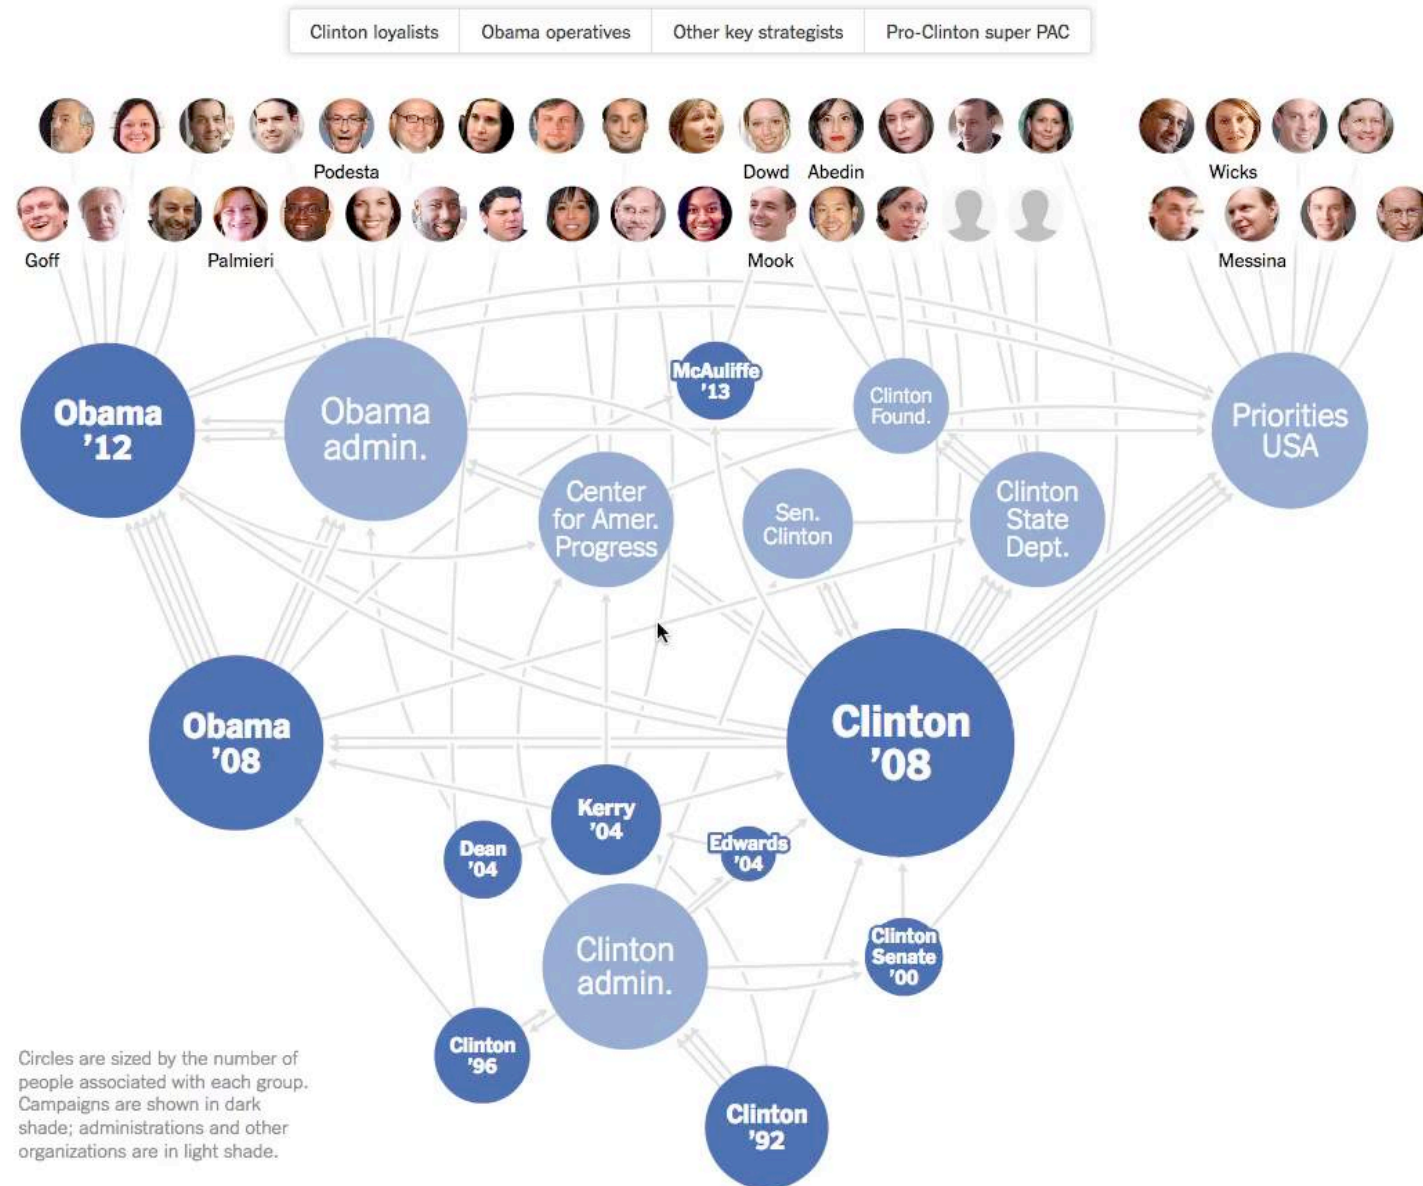 Clinton loyalists
Obama operatives
Other key strategists
Pro-Clinton super PAC
Podesta
Dowd
Abedin
Wicks
Goff
Palmieri
Mook
Messina
McAuliffe
’13
Obama
’12
Obama
admin.
Clinton
Found.
Priorities
USA
Center
for Amer.
Progress
Sen.
Clinton
Clinton
State
Dept.
Obama
’08
Clinton
’08
Kerry
’04
Dean
’04
Edwards
’04
Clinton
admin.
Clinton
Senate
’00
Clinton
’96
Clinton
’92
Circles are sized by the number of
people associated with each group.
Campaigns are shown in dark
shade; administrations and other
organizations are in light shade.